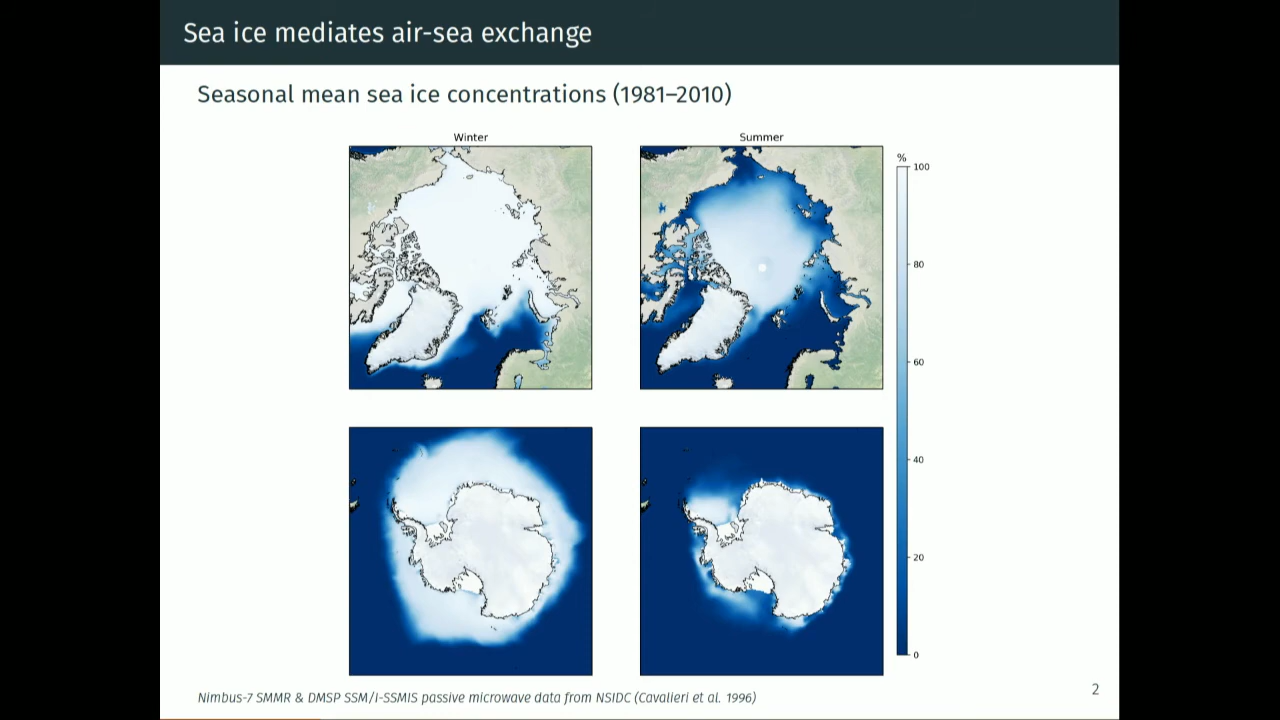 Sea ice mediates air-sea exchange
Seasonal mean sea ice concentrations (1981–2010)
Winter
Summer
%
100
80
60
40
20
0
Nimbus-7 SMMR & DMSP SSM/I-SSMIS passive microwave data from NSIDC (Cavalieri et al. 1996)
2